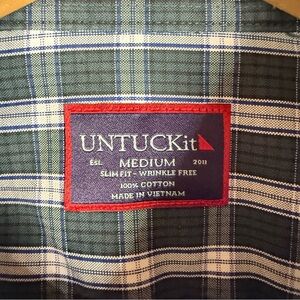 UNTUCKit
EST. MEDIUM 2011
SLIM FIT - WRINKLE FREE
100% COTTON
MADE IN VIETNAM